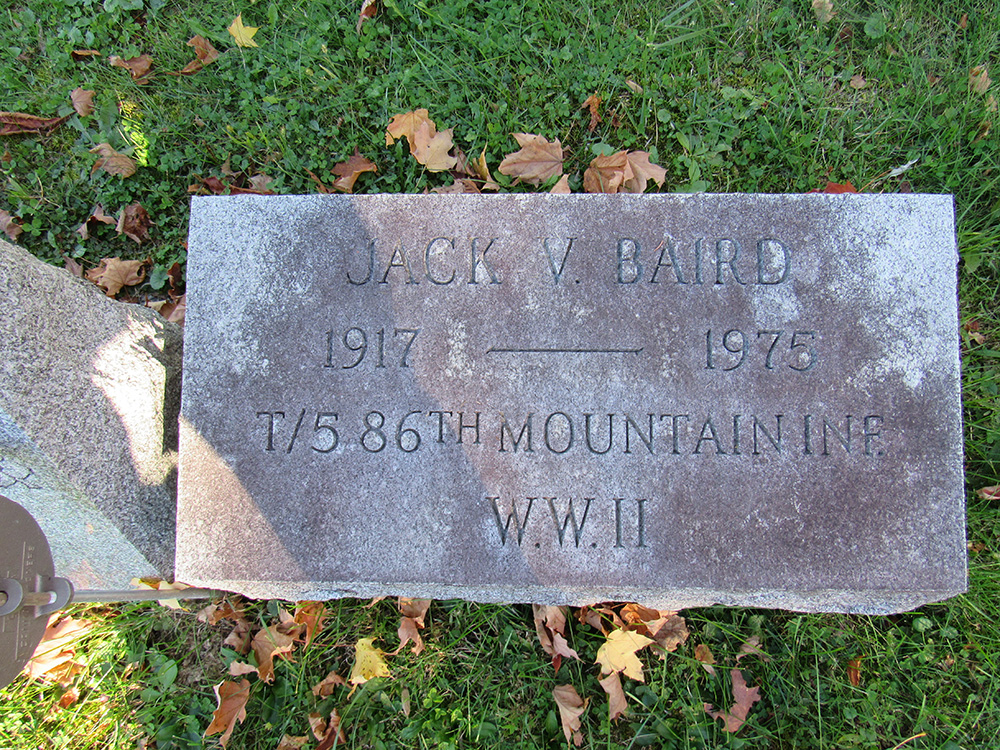 JACK V. BAIRD
1917 — 1975
T/5 86TH MOUNTAIN INF.
W.W.II